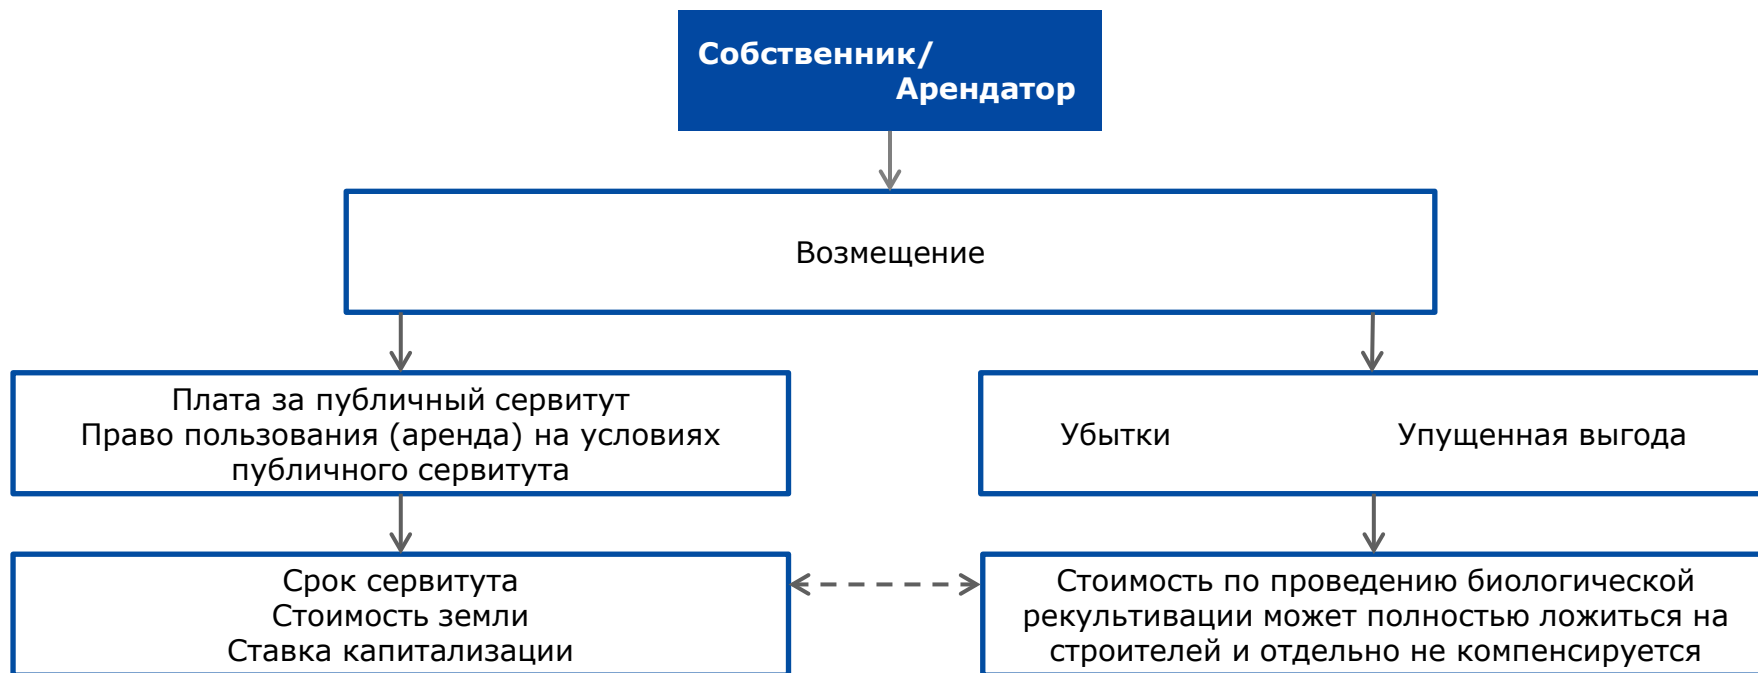 Собственник/
Арендатор
Возмещение
Плата за публичный сервитут
Право пользования (аренда) на условиях
публичного сервитута
Убытки Упущенная выгода
Срок сервитута
Стоимость земли
Ставка капитализации
Стоимость по проведению биологической
рекультивации может полностью ложиться на
строителей и отдельно не компенсируется